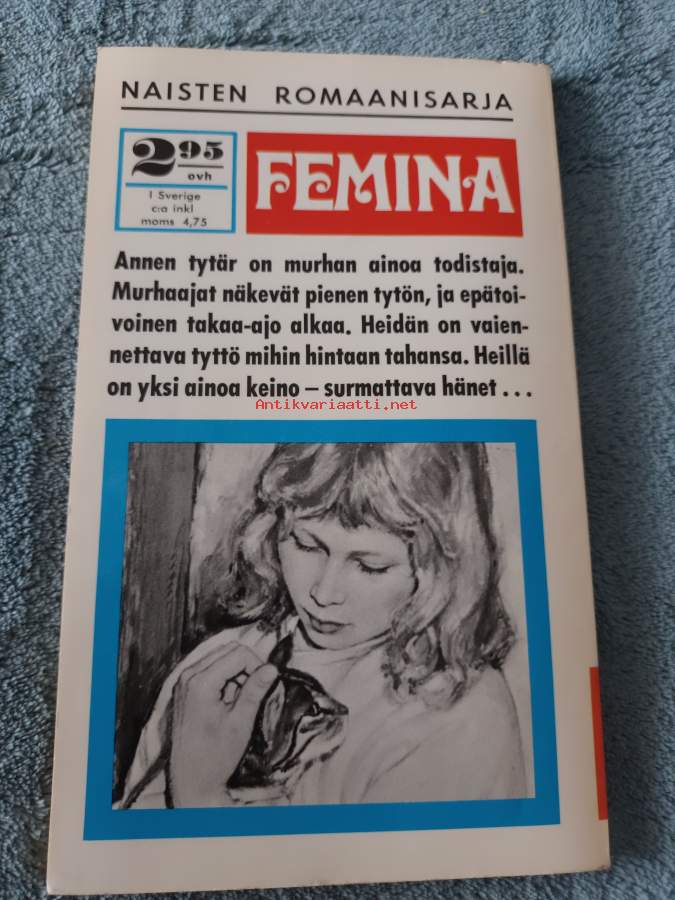 NAISTEN ROMAANISARJA
2 95
ovh
I Sverige
c:a inkl
moms 4,75
FEMINA
Annen tytär on murhan ainoa todistaja.
Murhaajat näkevät pienen tytön, ja epätoi-
voinen takaa-ajo alkaa. Heidän on vaien-
nettava tyttö mihin hintaan tahansa. Heillä
on yksi ainoa keino – surmattava hänet ...
Antikvariaatti.net